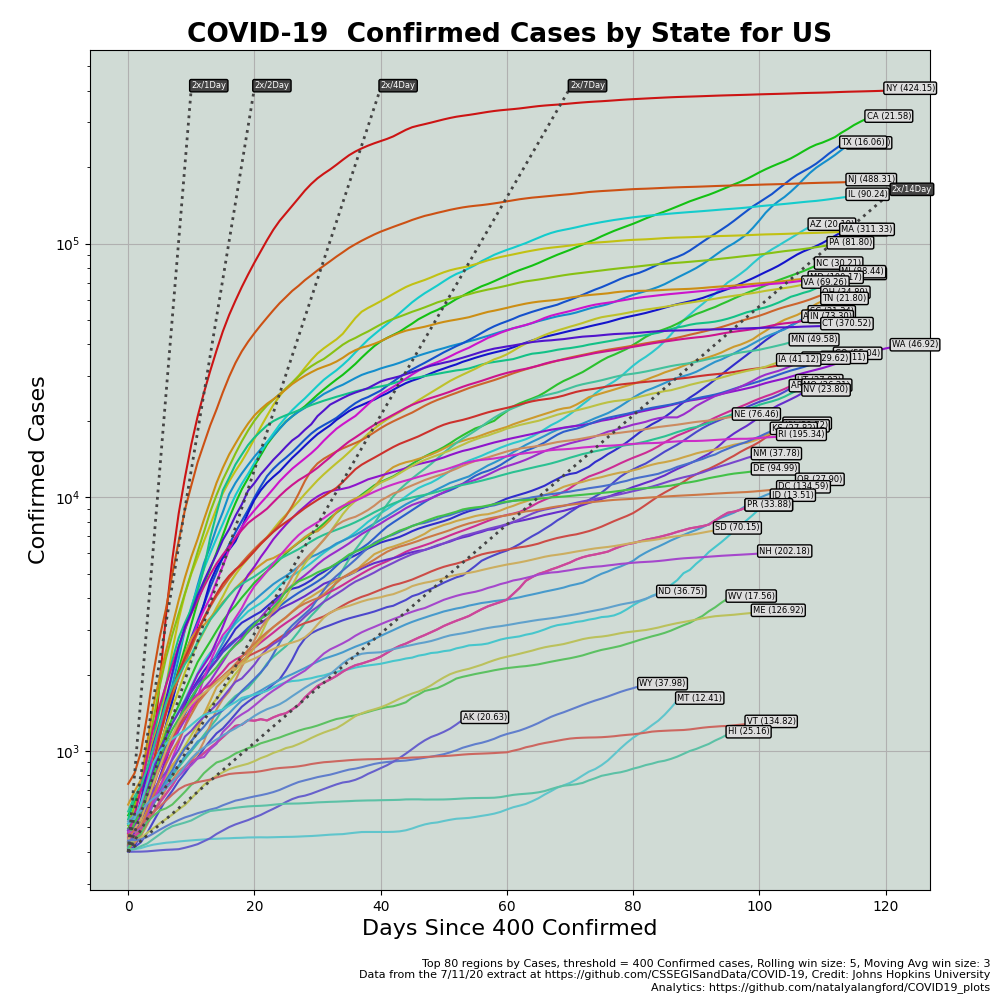 COVID-19  Confirmed Cases by State for US
2x/1Day
2x/2Day
2x/4Day
2x/7Day
NY (424.15)
CA (21.58)
TX (16.06)
NJ (488.31)
2x/14Day
IL (90.24)
MA (311.33)
PA (81.80)
NC (30.21)
VA (69.26)
TN (21.80)
CT (370.52)
MN (49.58)
WA (46.92)
IA (41.12)
NV (23.80)
NE (76.46)
RI (195.34)
NM (37.78)
DE (94.99)
DC (134.59)
ID (13.51)
PR (33.88)
SD (70.15)
NH (202.18)
ND (36.75)
WV (17.56)
ME (126.92)
WY (37.98)
MT (12.41)
AK (20.63)
VT (134.82)
HI (25.16)
10^5
10^4
10^3
Confirmed Cases
0 20 40 60 80 100 120
Days Since 400 Confirmed
Top 80 regions by Cases, threshold = 400 Confirmed cases, Rolling win size: 5, Moving Avg win size: 3
Data from the 7/11/20 extract at https://github.com/CSSEGISandData/COVID-19, Credit: Johns Hopkins University
Analytics: https://github.com/natalyalangford/COVID19_plots